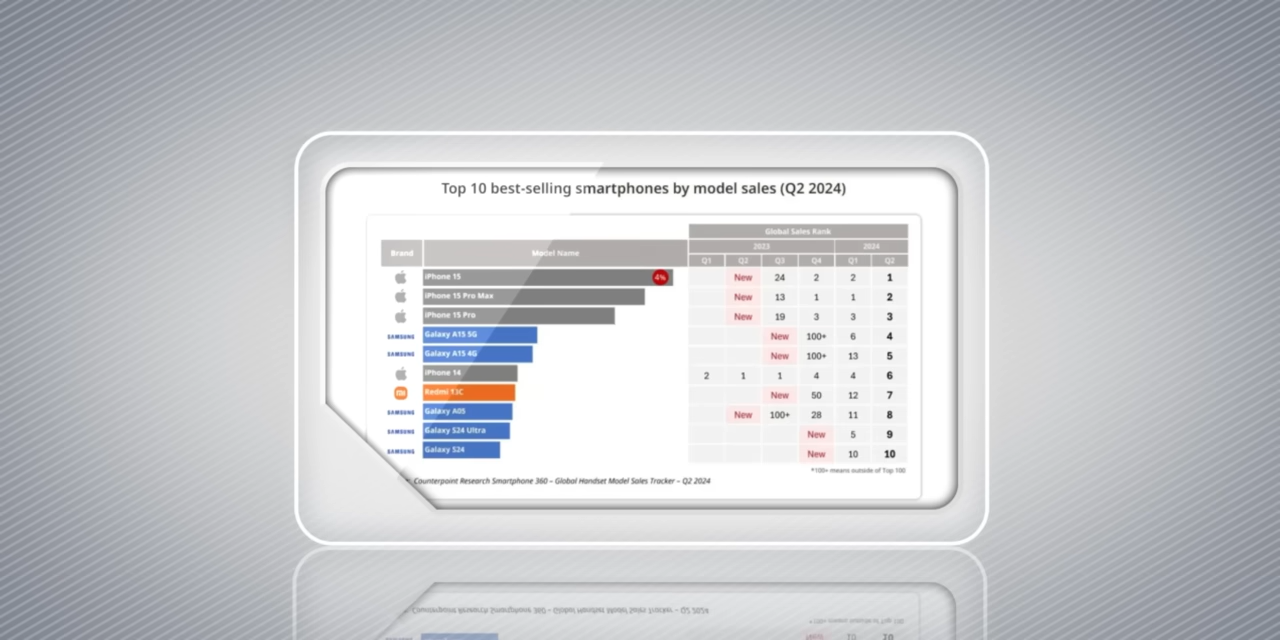 Top 10 best-selling smartphones by model sales (Q2 2024)
Global Sales Rank
Brand Model Name 2023 2024
Q1 Q2 Q3 Q4 Q1 Q2
iPhone 15 4% New 24 2 2 1
iPhone 15 Pro Max New 13 1 1 2
iPhone 15 Pro New 19 3 3 3
SAMSUNG Galaxy A15 5G New 100+ 6 4
SAMSUNG Galaxy A15 4G New 100+ 13 5
iPhone 14 2 1 1 4 4 6
Redmi 13C New 50 12 7
SAMSUNG Galaxy A05 New 100+ 28 11 8
SAMSUNG Galaxy S24 Ultra New 5 9
SAMSUNG Galaxy S24 New 10 10
*100+ means outside of Top 100
Counterpoint Research Smartphone 360 – Global Handset Model Sales Tracker – Q2 2024